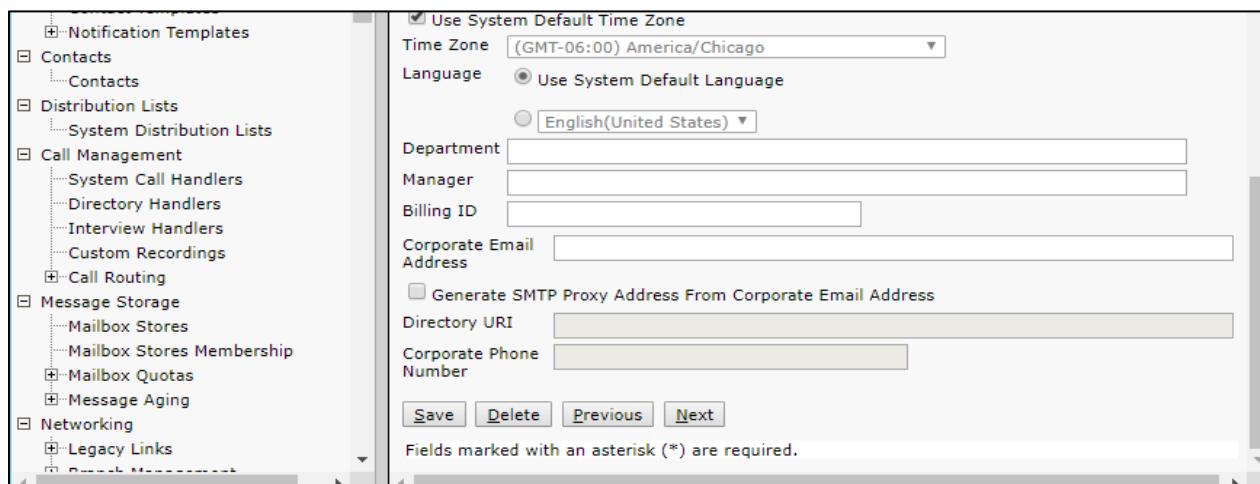 Contact Templates
Notification Templates
Contacts
Contacts
Distribution Lists
System Distribution Lists
Call Management
System Call Handlers
Directory Handlers
Interview Handlers
Custom Recordings
Call Routing
Message Storage
Mailbox Stores
Mailbox Stores Membership
Mailbox Quotas
Message Aging
Networking
Legacy Links
Branch Management
Use System Default Time Zone
Time Zone (GMT-06:00) America/Chicago
Language Use System Default Language
English(United States)
Department
Manager
Billing ID
Corporate Email
Address
Generate SMTP Proxy Address From Corporate Email Address
Directory URI
Corporate Phone
Number
Save Delete Previous Next
Fields marked with an asterisk (*) are required.